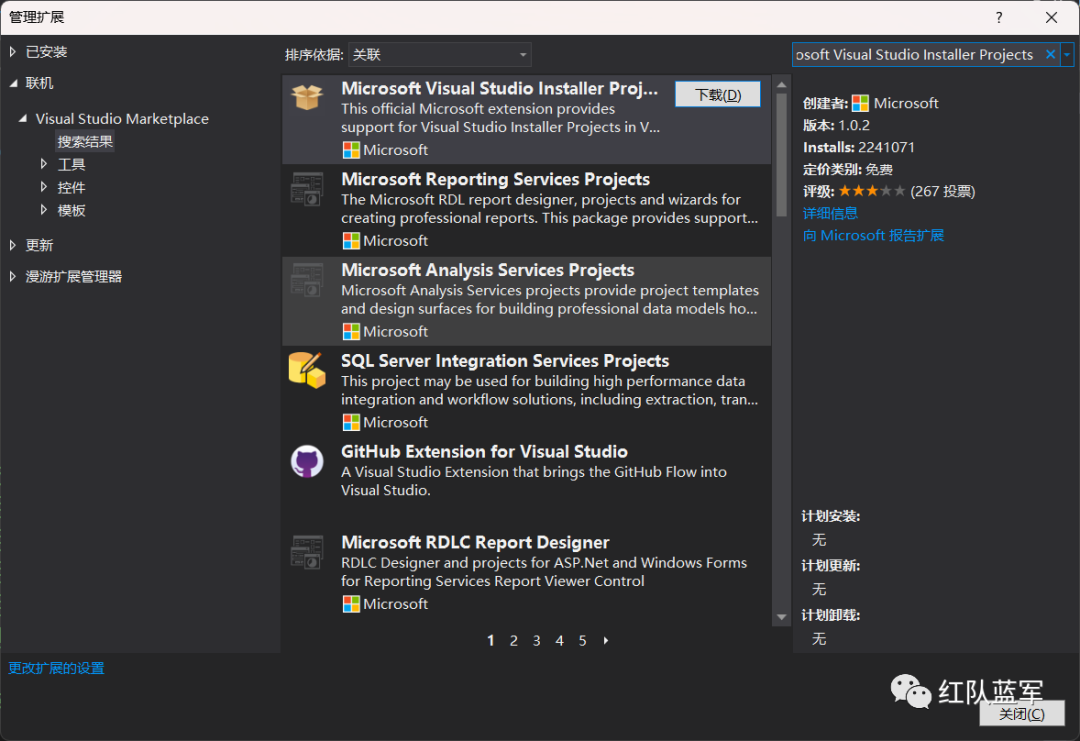 管理扩展
?
已安装
联机
Visual Studio Marketplace
搜索结果
工具
控件
模板
更新
漫游扩展管理器
更改扩展的设置
排序依据: 关联
Microsoft Visual Studio Installer Proj...
下载(D)
This official Microsoft extension provides
support for Visual Studio Installer Projects in V...
Microsoft
Microsoft Reporting Services Projects
The Microsoft RDL report designer, projects and wizards for
creating professional reports. This package provides support...
Microsoft
Microsoft Analysis Services Projects
Microsoft Analysis Services projects provide project templates
and design surfaces for building professional data models ho...
Microsoft
SQL Server Integration Services Projects
This project may be used for building high performance data
integration and workflow solutions, including extraction, tran...
Microsoft
GitHub Extension for Visual Studio
A Visual Studio Extension that brings the GitHub Flow into
Visual Studio.
Microsoft RDLC Report Designer
RDLC Designer and projects for ASP.Net and Windows Forms
for Reporting Services Report Viewer Control
Microsoft
1 2 3 4 5
osoft Visual Studio Installer Projects
创建者: Microsoft
版本: 1.0.2
Installs: 2241071
定价类别: 免费
评级: ★★★★★ (267 投票)
详细信息
向 Microsoft 报告扩展
计划安装:
无
计划更新:
无
计划卸载:
无
红队蓝军
关闭(C)